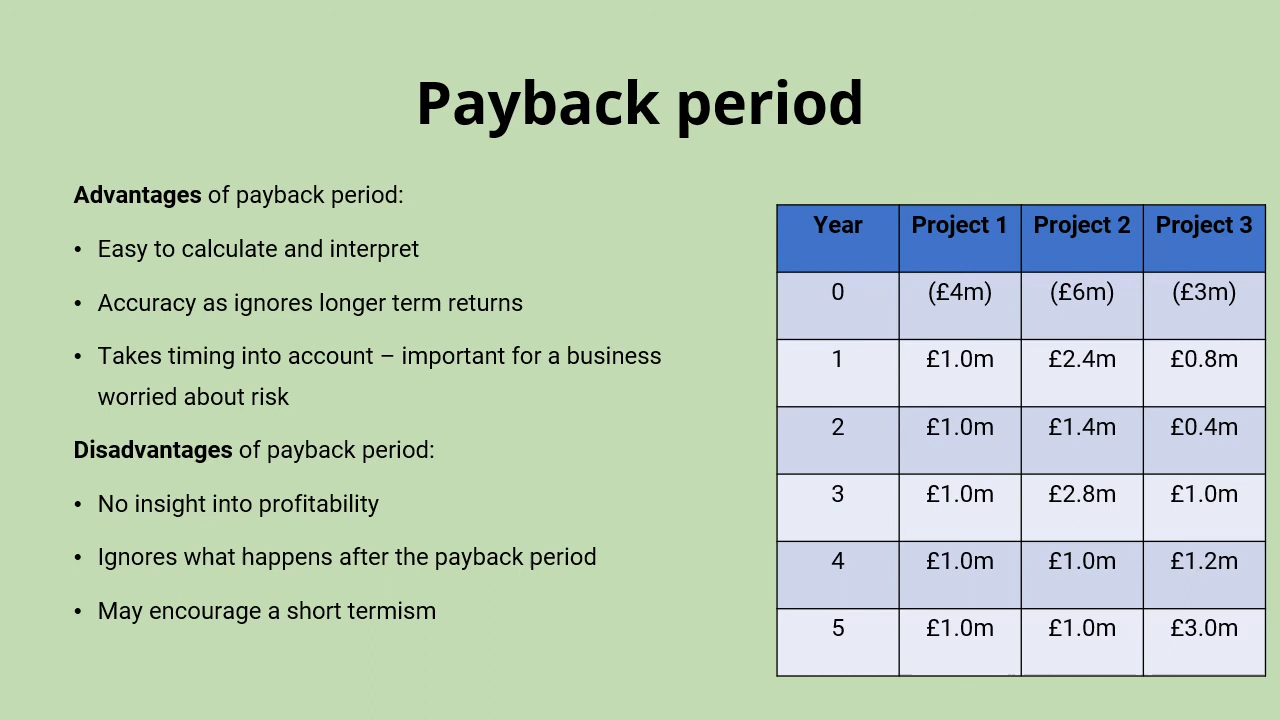 Payback period
Advantages of payback period:
• Easy to calculate and interpret
• Accuracy as ignores longer term returns
• Takes timing into account – important for a business
worried about risk
Disadvantages of payback period:
• No insight into profitability
• Ignores what happens after the payback period
• May encourage a short termism
Year Project 1 Project 2 Project 3
0 (£4m) (£6m) (£3m)
1 £1.0m £2.4m £0.8m
2 £1.0m £1.4m £0.4m
3 £1.0m £2.8m £1.0m
4 £1.0m £1.0m £1.2m
5 £1.0m £1.0m £3.0m